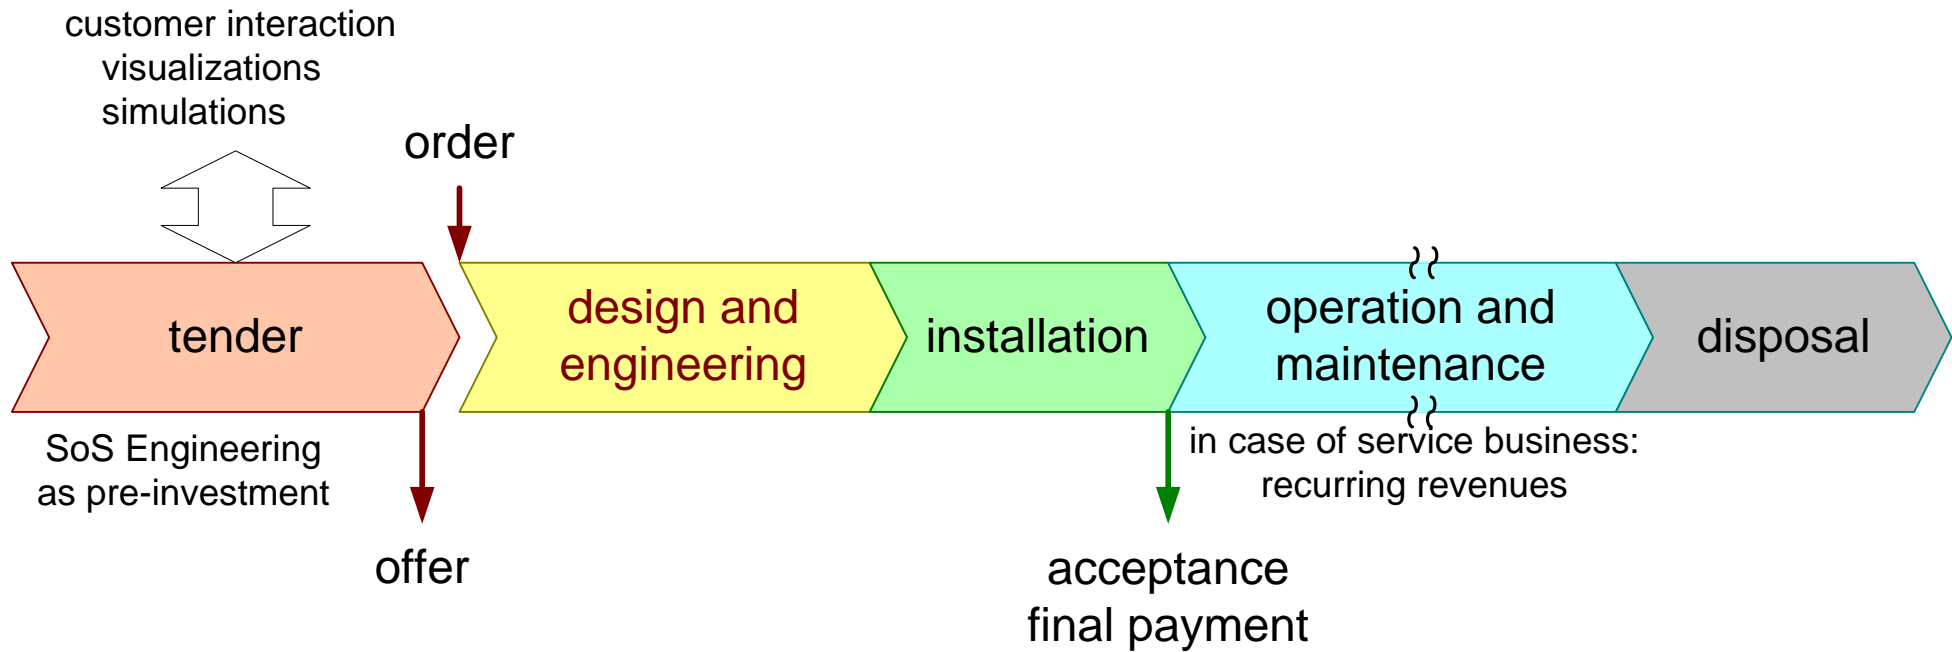 customer interaction
visualizations
simulations
order
tender
design and
engineering
installation
operation and
maintenance
disposal
SoS Engineering
as pre-investment
in case of service business:
recurring revenues
offer
acceptance
final payment